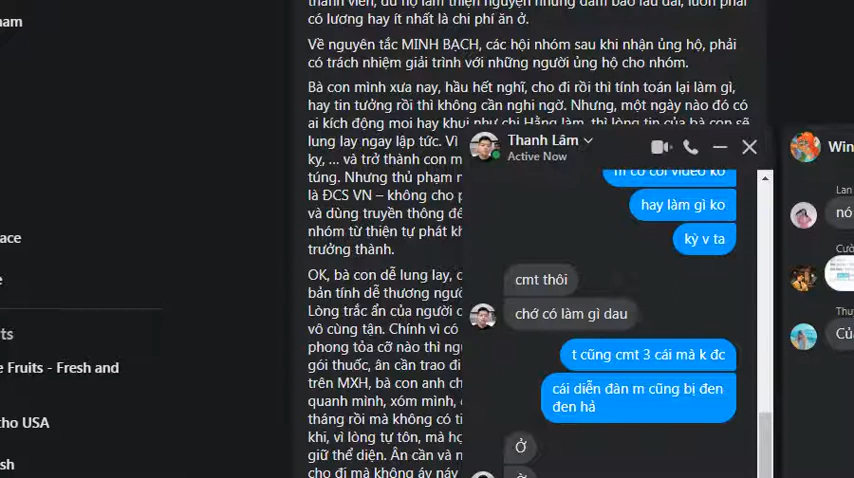 nam
ace
e
ts
e Fruits - Fresh and
cho USA
sh
thành viên, dù họ làm thiện nguyện nhưng đảm bảo lâu dài, luôn phải
có lương hay ít nhất là chi phí ăn ở.
Về nguyên tắc MINH BẠCH, các hội nhóm sau khi nhận ủng hộ, phải
có trách nhiệm giải trình với những người ủng hộ cho nhóm.
Bà con mình xưa nay, hầu hết nghĩ, cho đi rồi thì tính toán lại làm gì,
hay tin tưởng rồi thì không cần nghi ngờ. Nhưng, một ngày nào đó có
ai kích động moi hay khui như chị Hằng làm, thì lòng tin của bà con sẽ
lung lay ngay lập tức. Vì
kỵ, ... và trở thành con m
túng. Nhưng thủ phạm n
là ĐCS VN – không cho p
và dùng truyền thông để
nhóm từ thiện tự phát kh
trưởng thành.
OK, bà con dễ lung lay, c
bản tính dễ thương ngườ
Lòng trắc ẩn của người c
vô cùng tận. Chính vì có
phong tỏa cỡ nào thì ngu
gói thuốc, ân cần trao đi
trên MXH, bà con anh ch
quanh mình, xóm mình, c
tháng rồi mà không có ti
khi, vì lòng tự tôn, mà họ
giữ thể diện. Ân cần và n
cho đi mà không áy náy
Thanh Lâm
Active Now
m có coi video ko
hay làm gì ko
kỳ v ta
cmt thôi
chớ có làm gì dau
t cũng cmt 3 cái mà k đc
cái diễn đàn m cũng bị đen
đen hả
Ở
Win
Lan
nó
Cườ
Thu
Củ